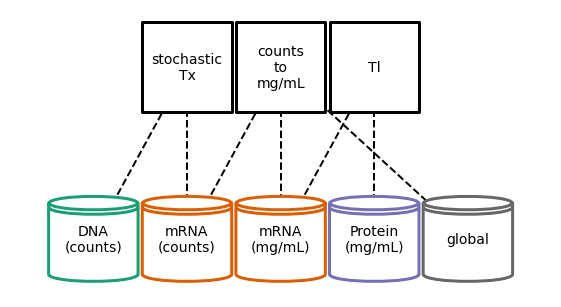 stochastic
Tx
counts
to
mg/mL
Tl
DNA
(counts)
mRNA
(counts)
mRNA
(mg/mL)
Protein
(mg/mL)
global